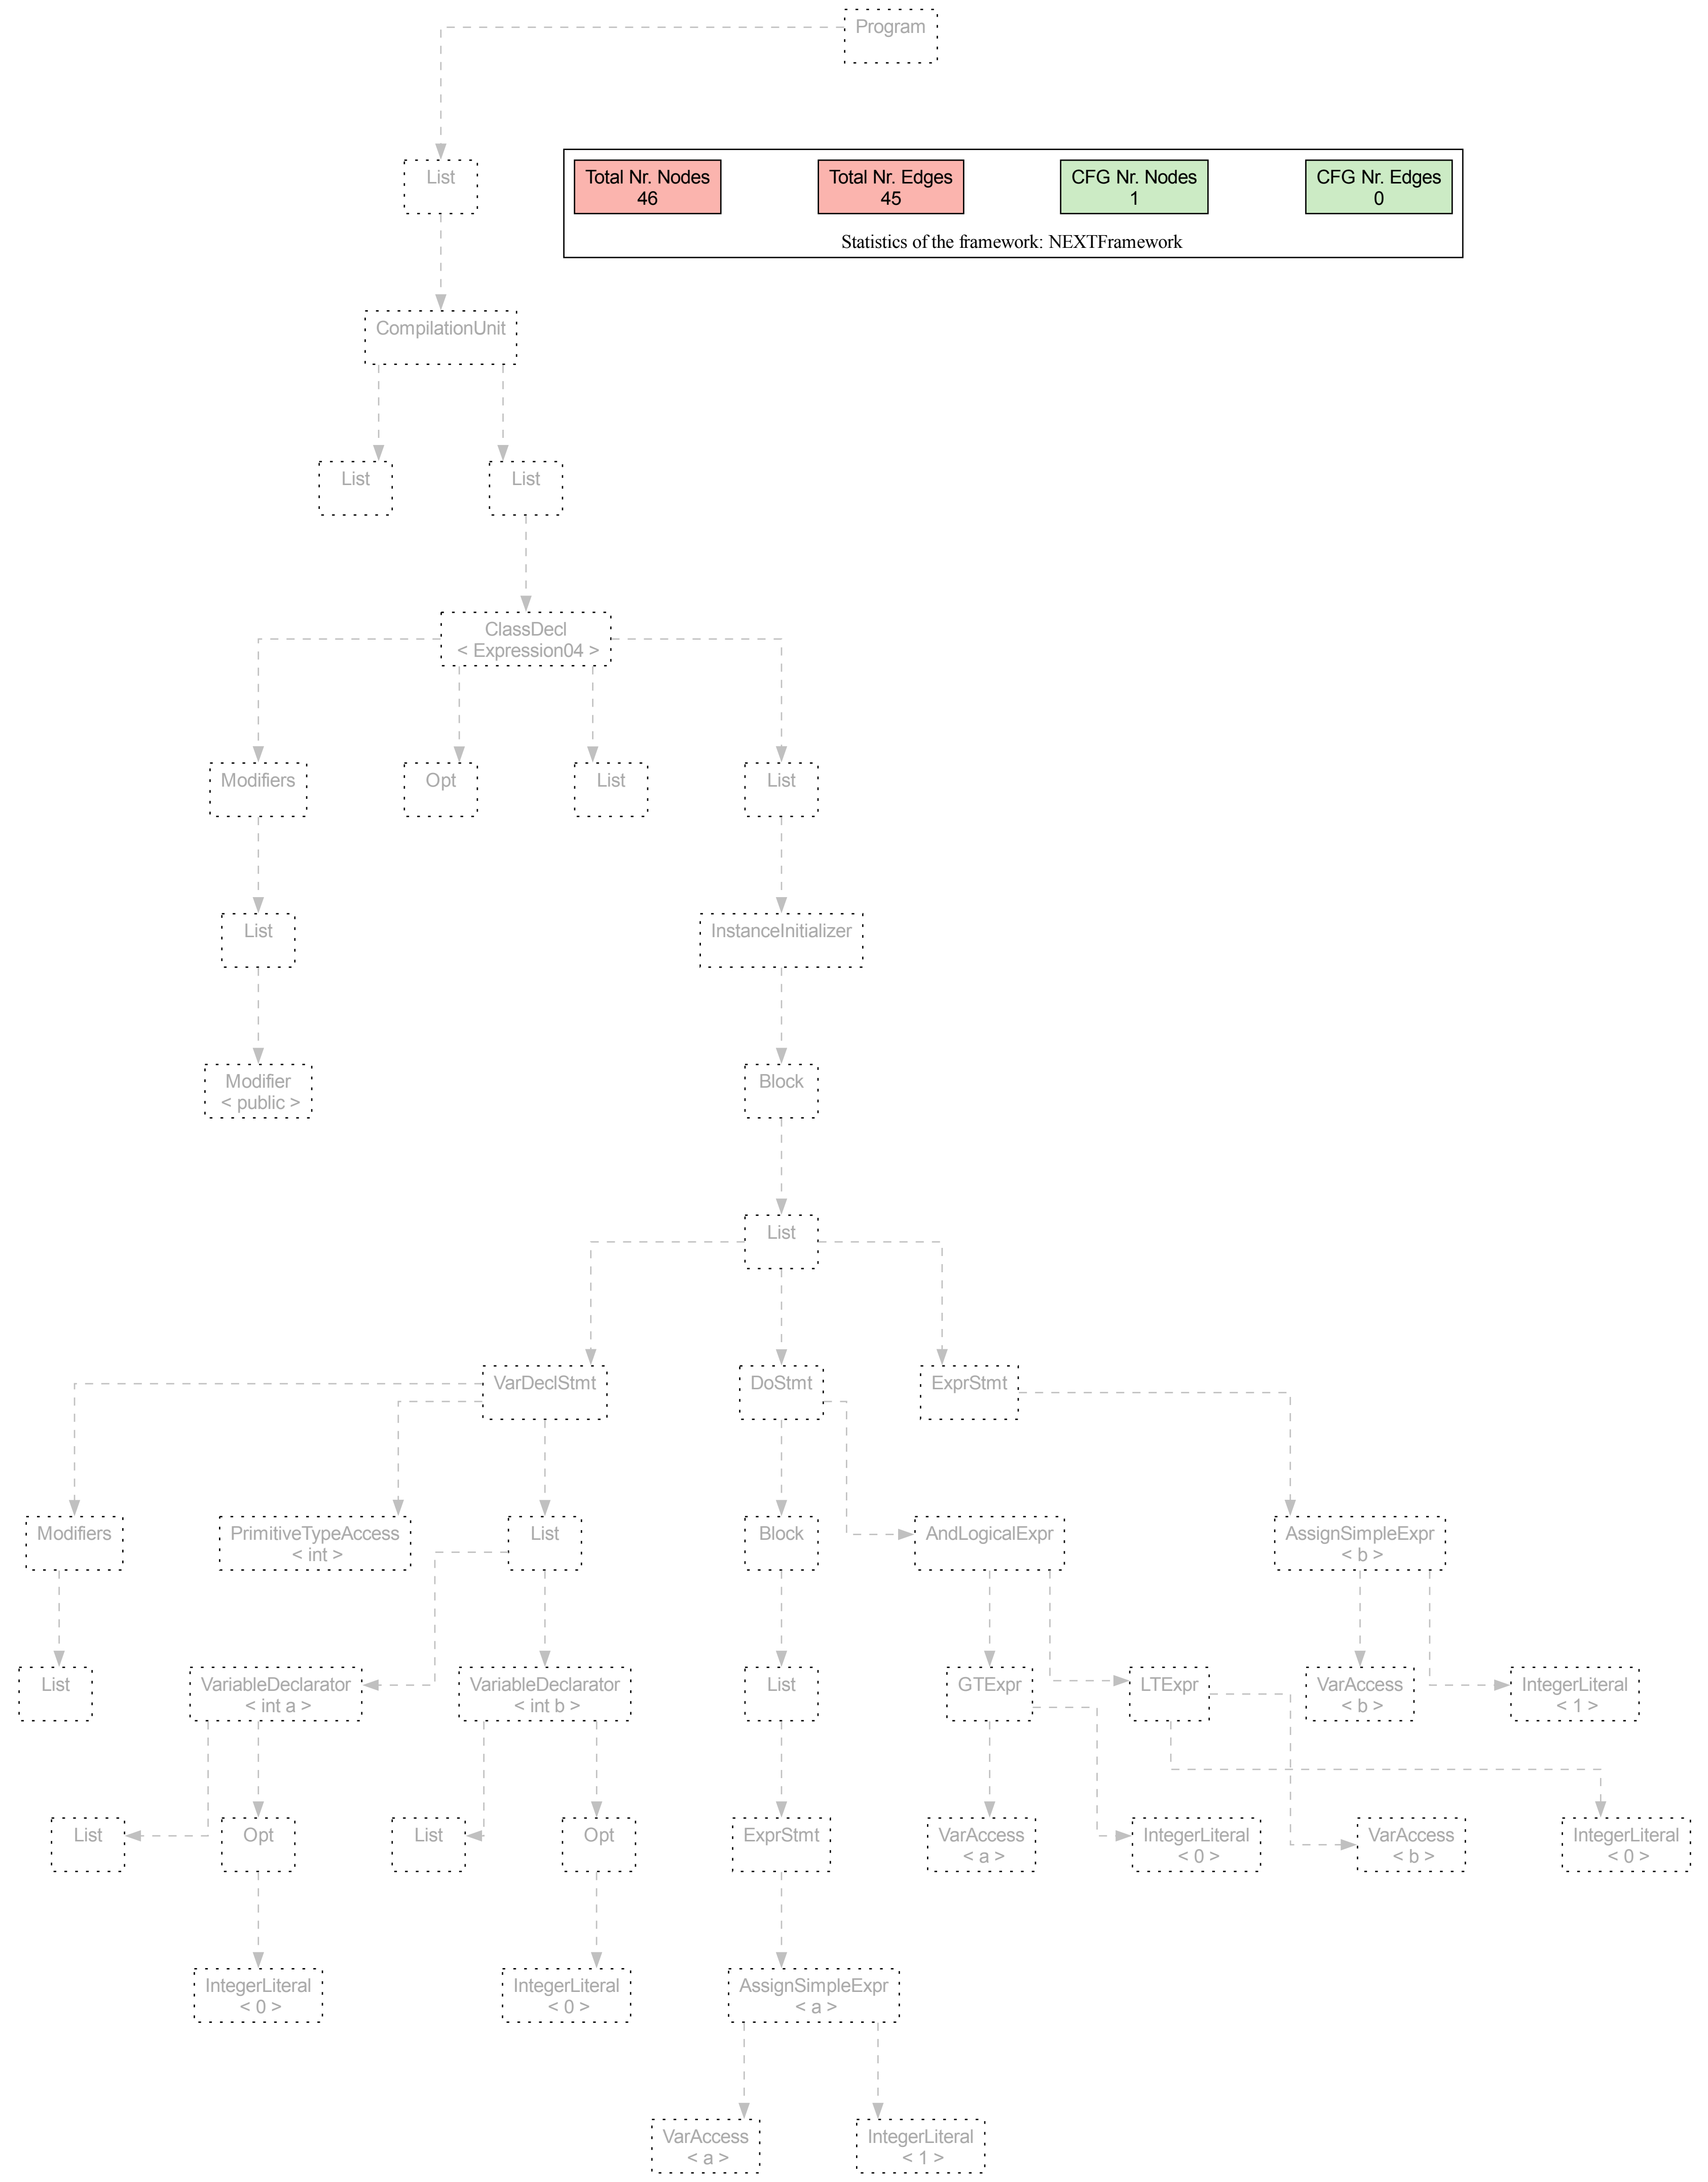 Program
List
Total Nr. Nodes
46
Total Nr. Edges
45
CFG Nr. Nodes
1
CFG Nr. Edges
0
Statistics of the framework: NEXTFramework
CompilationUnit
List
List
ClassDecl
< Expression04 >
Modifiers
Opt
List
List
List
InstanceInitializer
Modifier
< public >
Block
List
VarDeclStmt
DoStmt
ExprStmt
Modifiers
PrimitiveTypeAccess
< int >
List
Block
AndLogicalExpr
AssignSimpleExpr
< b >
List
VariableDeclarator
< int a >
VariableDeclarator
< int b >
List
GTExpr
LTExpr
VarAccess
< b >
IntegerLiteral
< 1 >
List
Opt
List
Opt
ExprStmt
VarAccess
< a >
IntegerLiteral
< 0 >
VarAccess
< b >
IntegerLiteral
< 0 >
IntegerLiteral
< 0 >
IntegerLiteral
< 0 >
AssignSimpleExpr
< a >
VarAccess
< a >
IntegerLiteral
< 1 >